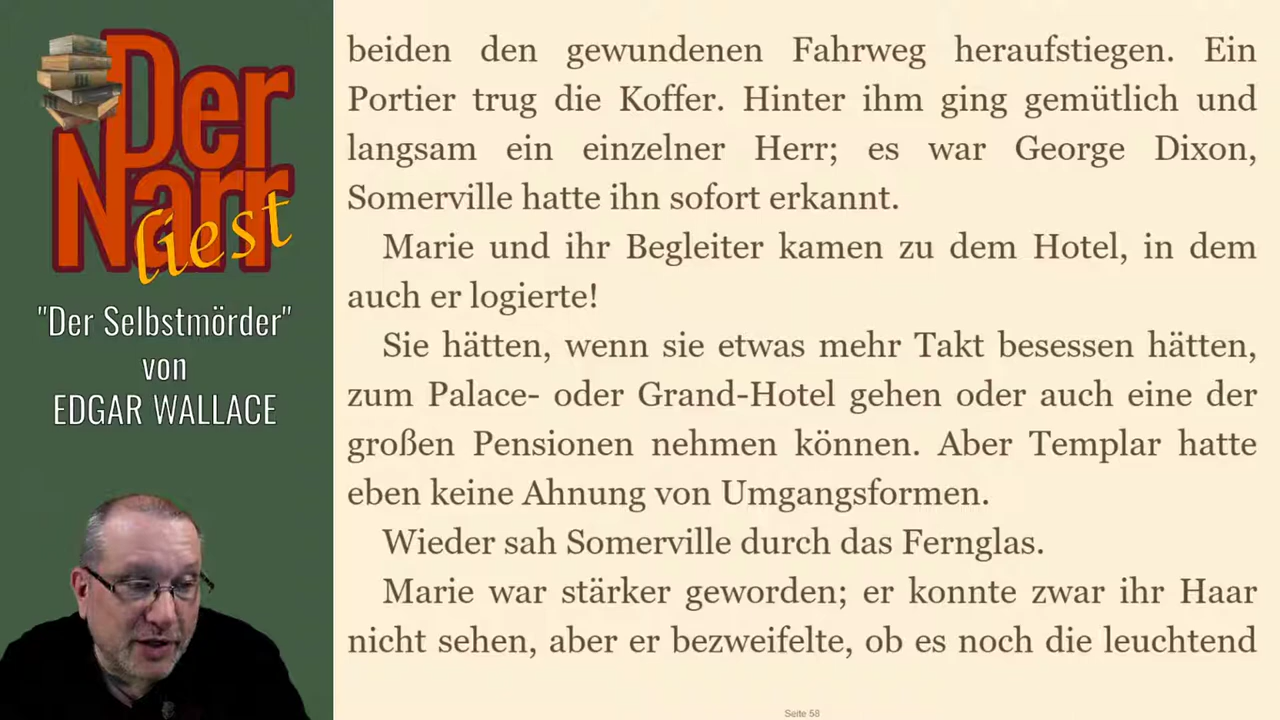 Der
Narr
liest
"Der Selbstmörder"
von
EDGAR WALLACE
beiden den gewundenen Fahrweg heraufstiegen. Ein
Portier trug die Koffer. Hinter ihm ging gemütlich und
langsam ein einzelner Herr; es war George Dixon,
Somerville hatte ihn sofort erkannt.
Marie und ihr Begleiter kamen zu dem Hotel, in dem
auch er logierte!
Sie hätten, wenn sie etwas mehr Takt besessen hätten,
zum Palace- oder Grand-Hotel gehen oder auch eine der
großen Pensionen nehmen können. Aber Templar hatte
eben keine Ahnung von Umgangsformen.
Wieder sah Somerville durch das Fernglas.
Marie war stärker geworden; er konnte zwar ihr Haar
nicht sehen, aber er bezweifelte, ob es noch die leuchtend
Seite 58